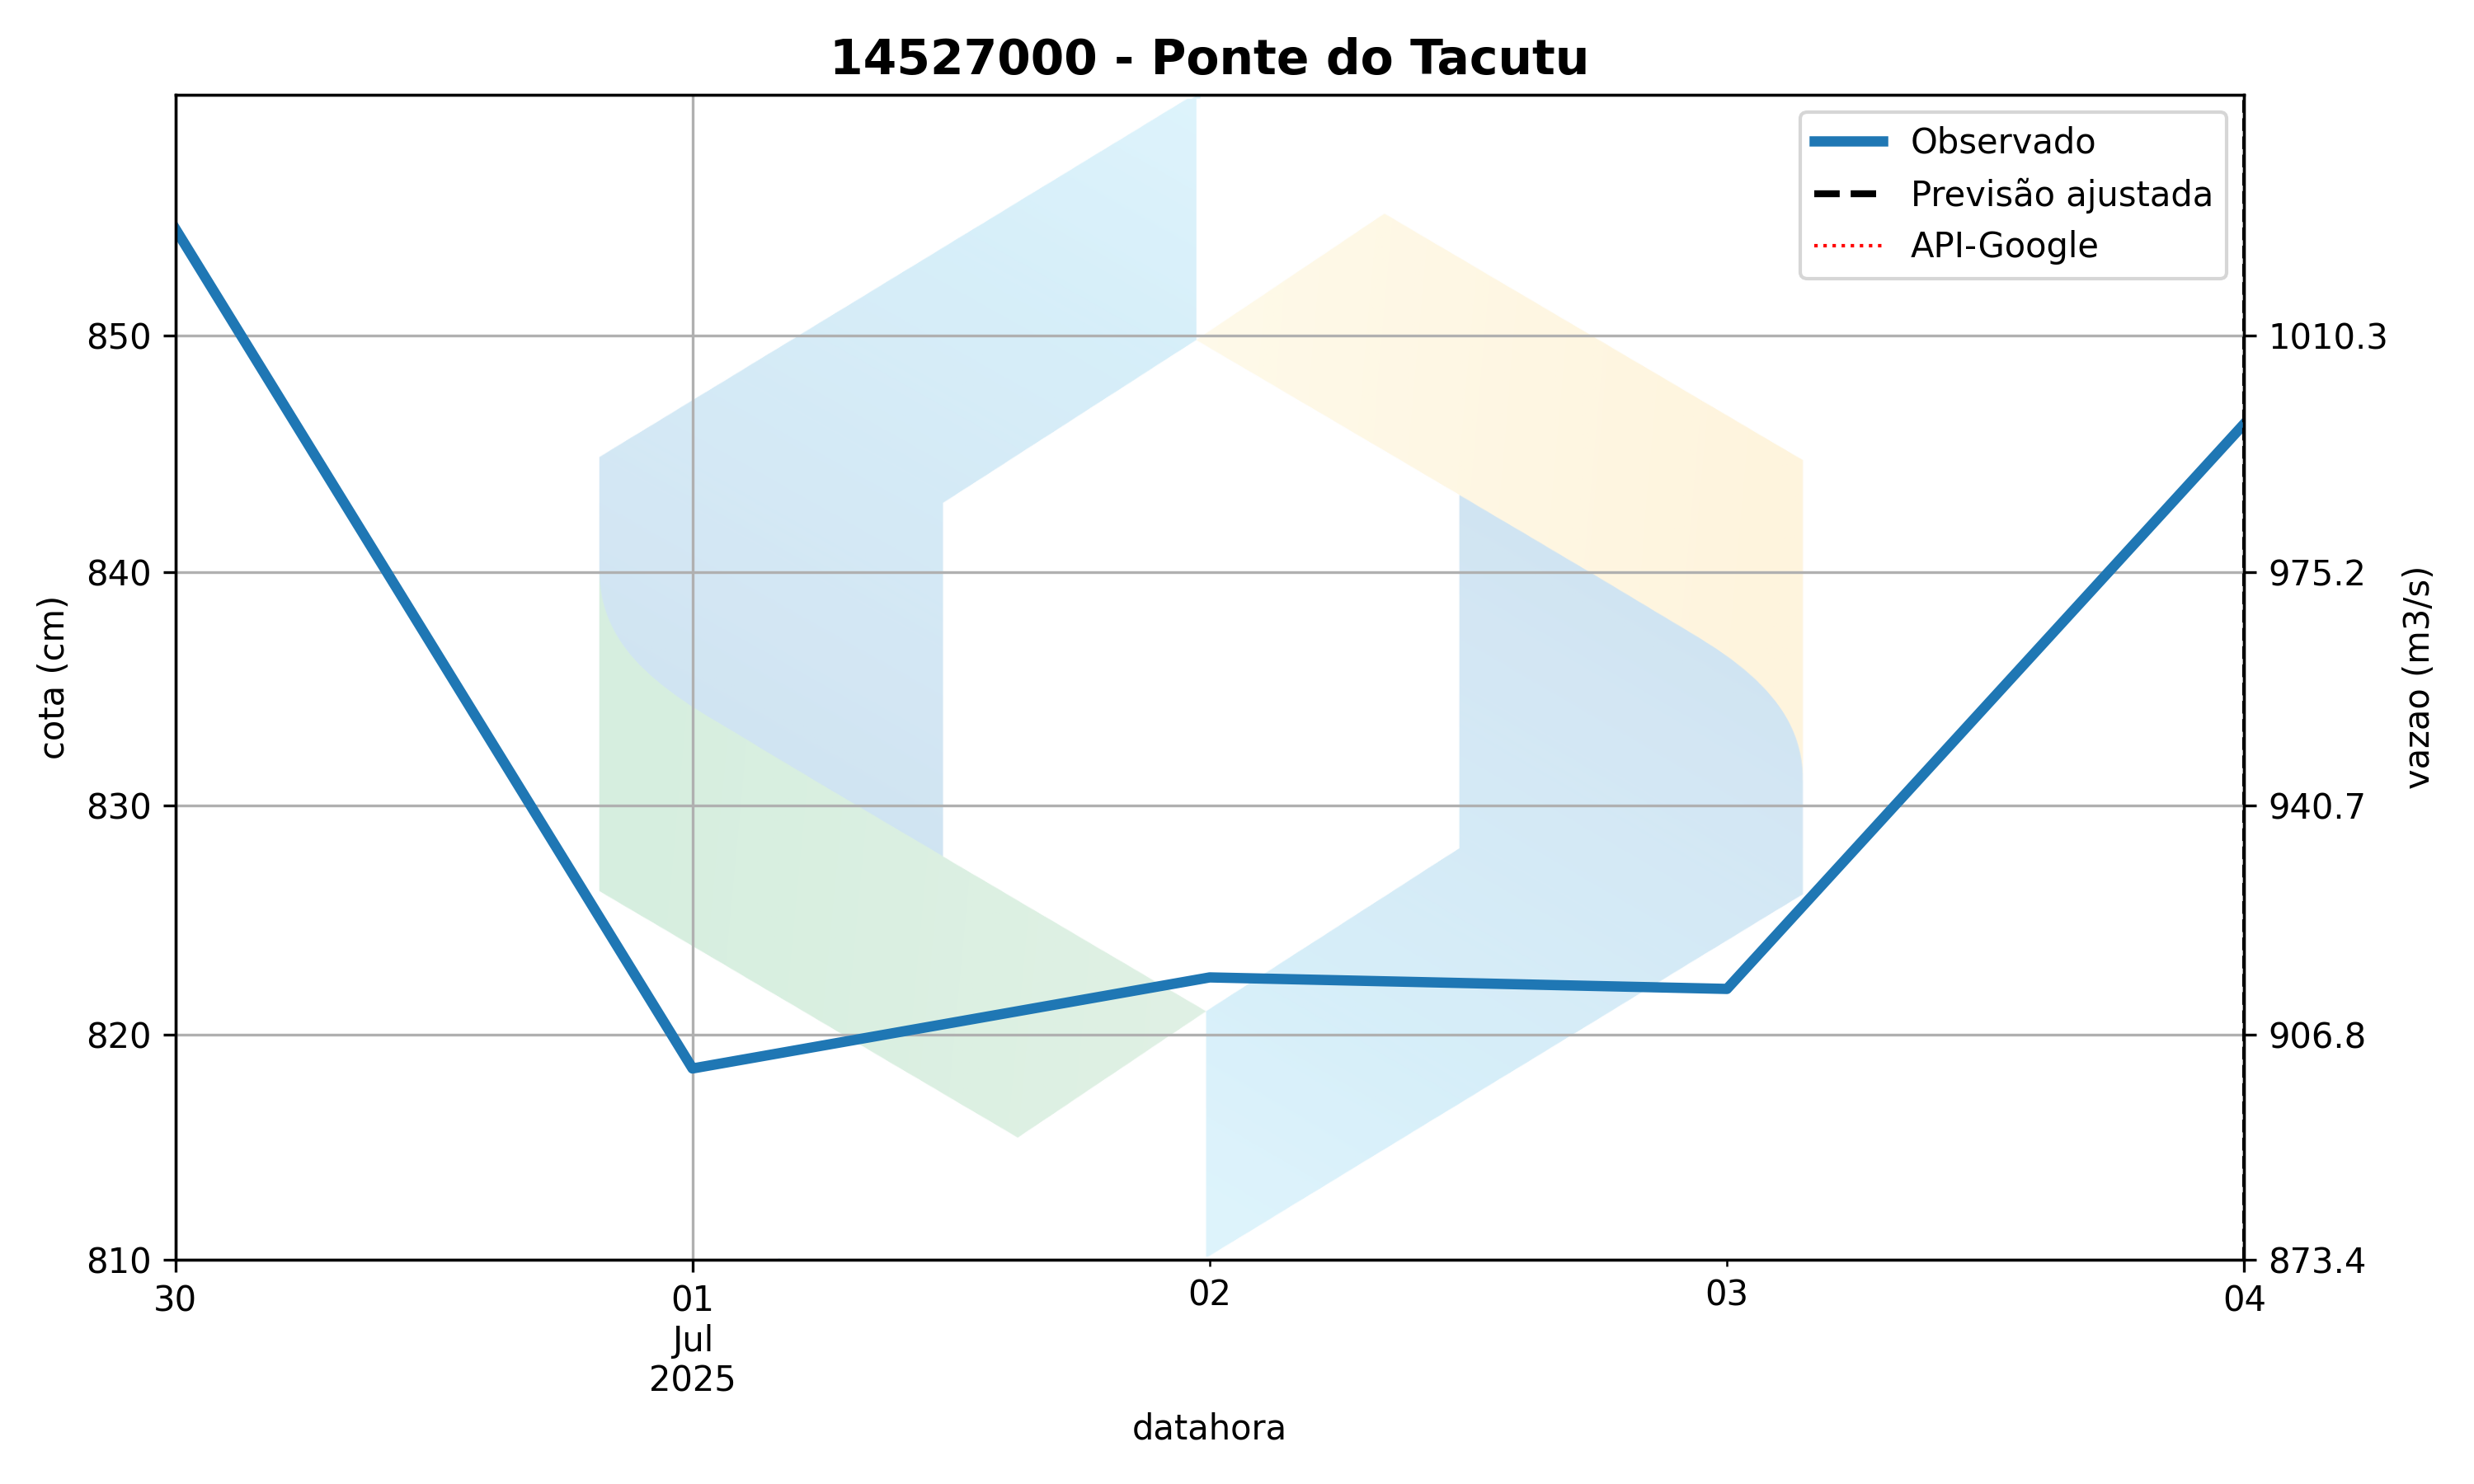 14527000 - Ponte do Tacutu
Observado
Previsão ajustada
API-Google
850
840
830
820
810
cota (cm)
1010.3
975.2
940.7
906.8
873.4
vazao (m3/s)
30
01
Jul
2025
02
03
04
datahora